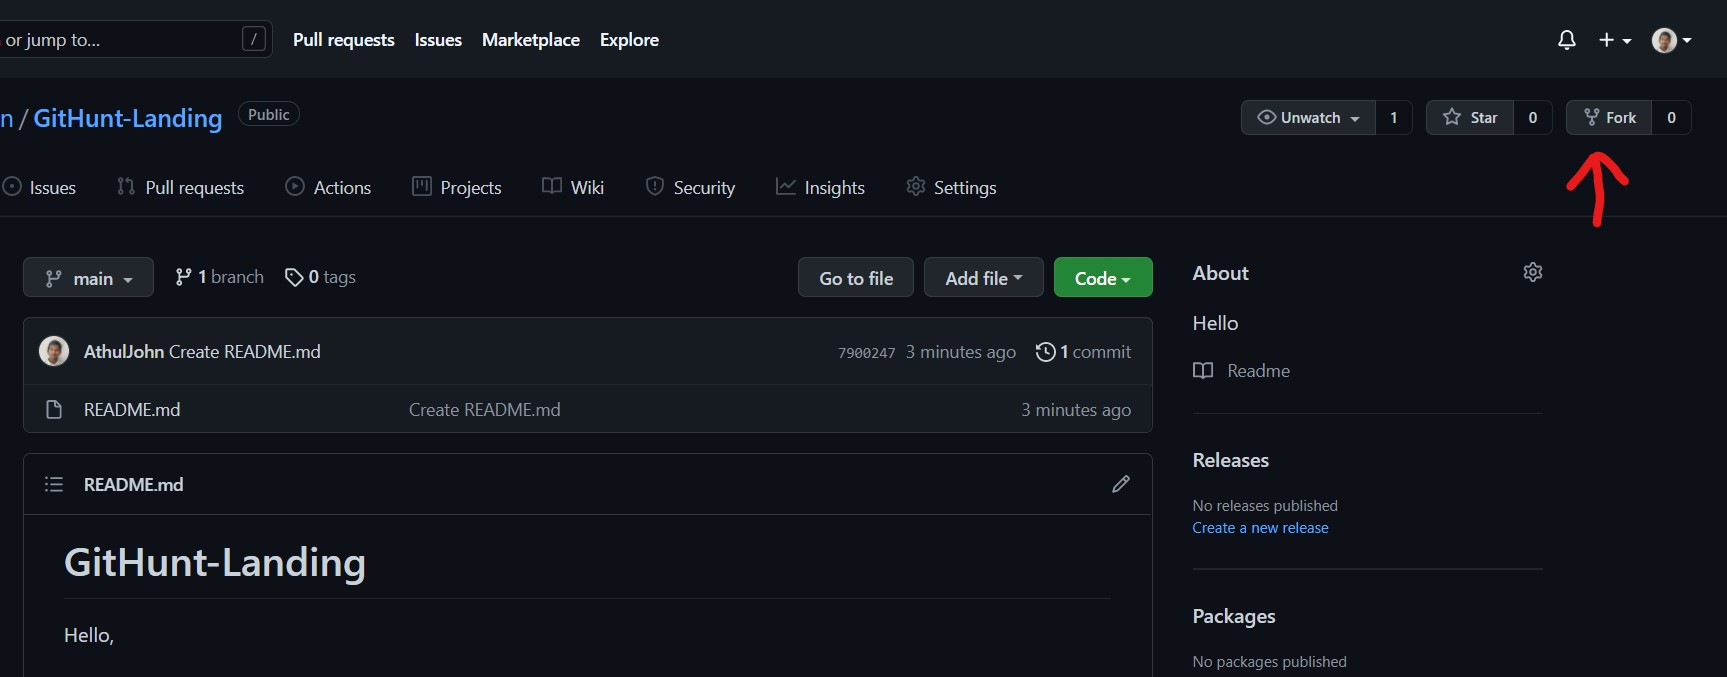 or jump to... / Pull requests Issues Marketplace Explore
n / GitHunt-Landing Public Unwatch 1 Star 0 Fork 0
Issues Pull requests Actions Projects Wiki Security Insights Settings
main 1 branch 0 tags Go to file Add file Code
AthulJohn Create README.md 7900247 3 minutes ago 1 commit
README.md Create README.md 3 minutes ago
README.md
GitHunt-Landing
Hello,
About
Hello
Readme
Releases
No releases published
Create a new release
Packages
No packages published